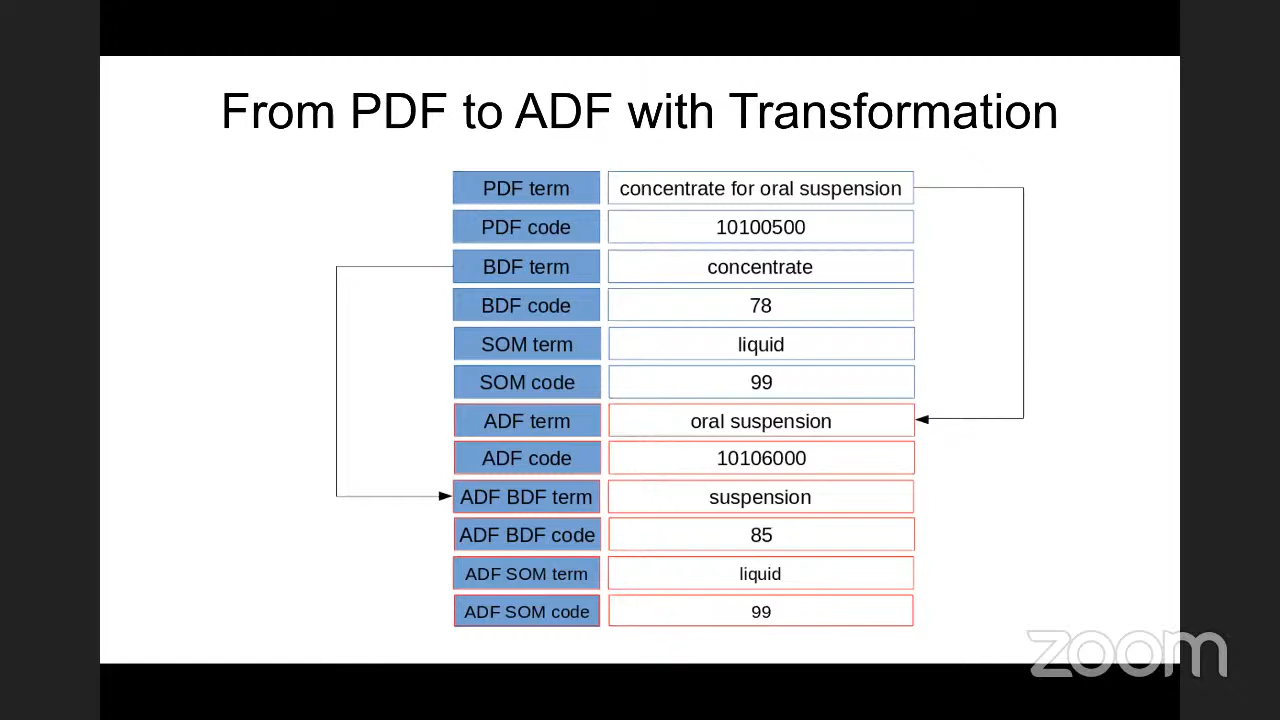 From PDF to ADF with Transformation
PDF term concentrate for oral suspension
PDF code 10100500
BDF term concentrate
BDF code 78
SOM term liquid
SOM code 99
ADF term oral suspension
ADF code 10106000
ADF BDF term suspension
ADF BDF code 85
ADF SOM term liquid
ADF SOM code 99
zoom